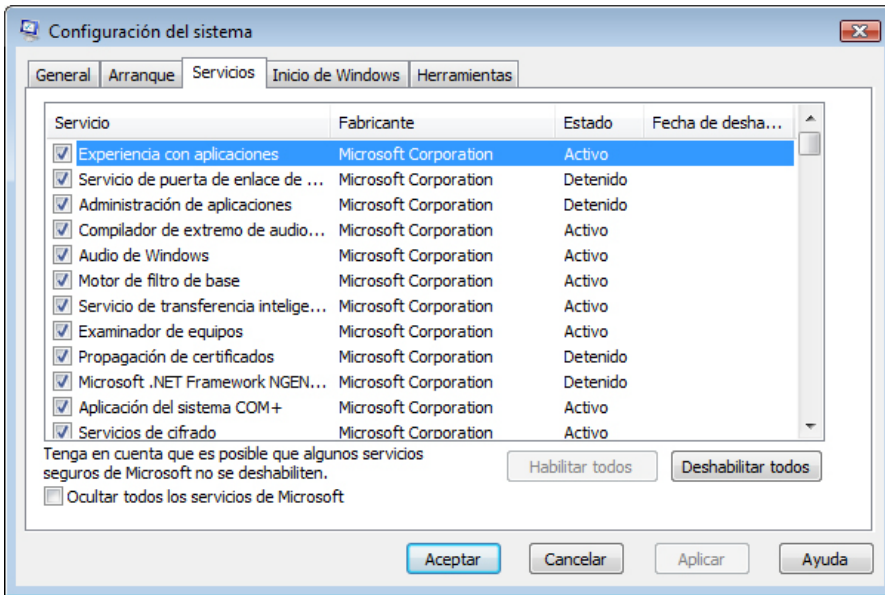 Configuración del sistema
General Arranque Servicios Inicio de Windows Herramientas
Servicio Fabricante Estado Fecha de desha...
Experiencia con aplicaciones Microsoft Corporation Activo
Servicio de puerta de enlace de ... Microsoft Corporation Detenido
Administración de aplicaciones Microsoft Corporation Detenido
Compilador de extremo de audio... Microsoft Corporation Activo
Audio de Windows Microsoft Corporation Activo
Motor de filtro de base Microsoft Corporation Activo
Servicio de transferencia intelige... Microsoft Corporation Activo
Examinador de equipos Microsoft Corporation Activo
Propagación de certificados Microsoft Corporation Detenido
Microsoft .NET Framework NGEN... Microsoft Corporation Detenido
Aplicación del sistema COM+ Microsoft Corporation Activo
Servicios de cifrado Microsoft Corporation Activo
Tenga en cuenta que es posible que algunos servicios
seguros de Microsoft no se deshabiliten.
Habilitar todos Deshabilitar todos
Ocultar todos los servicios de Microsoft
Aceptar Cancelar Aplicar Ayuda